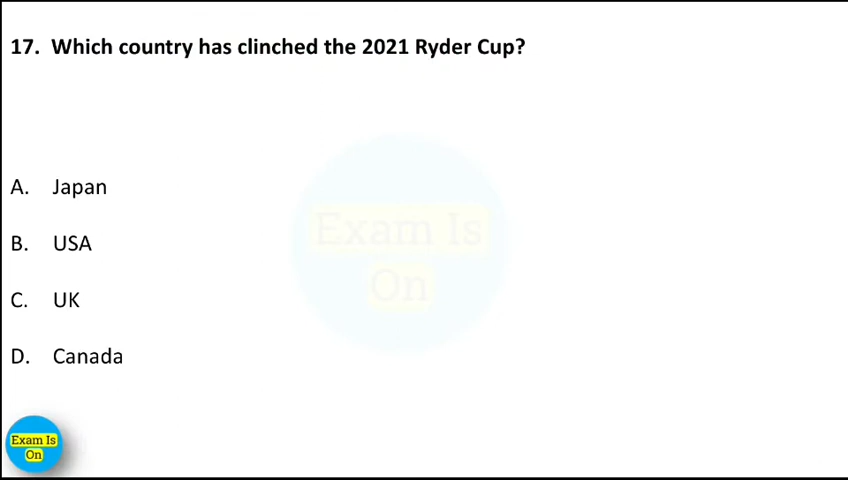 17. Which country has clinched the 2021 Ryder Cup?
A. Japan
Exam Is
On
B. USA
C. UK
D. Canada
Exam Is
On